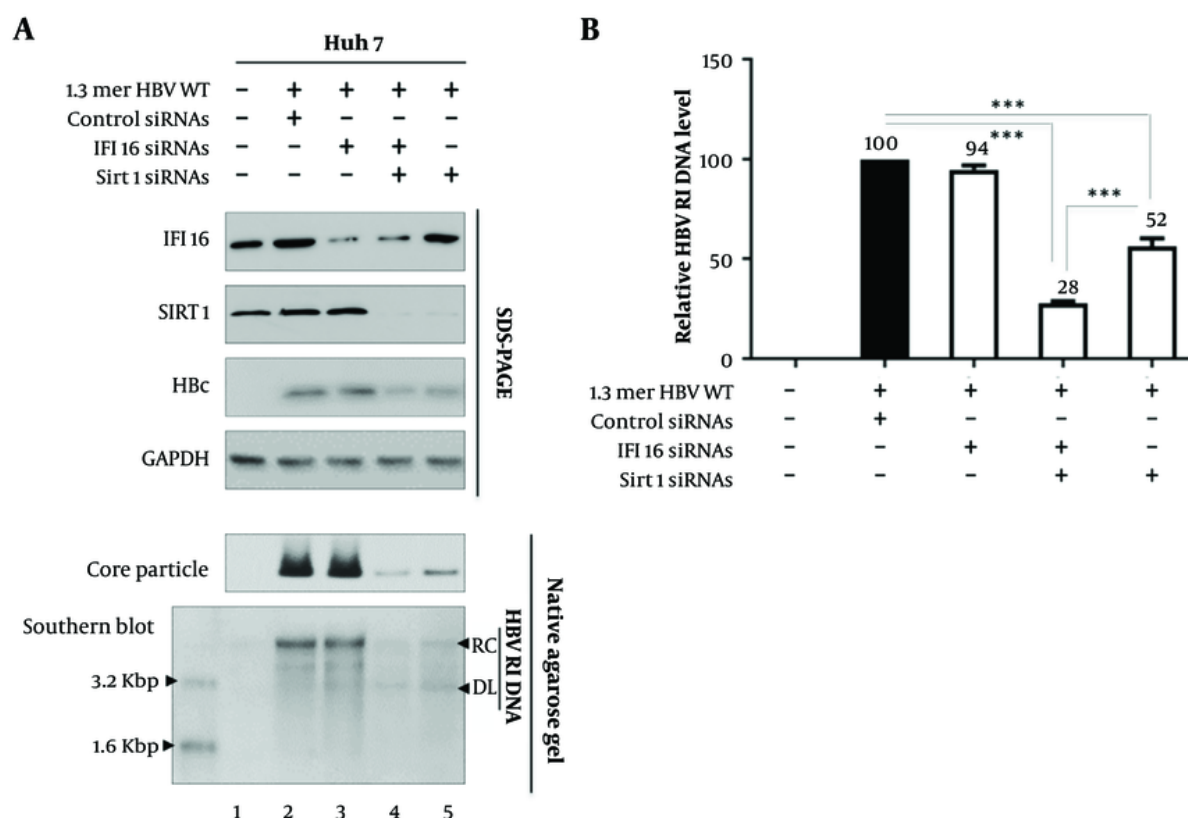 A
Huh 7
1.3 mer HBV WT - + + + +
Control siRNAs - + - - -
IFI 16 siRNAs - - + + -
Sirt 1 siRNAs - - - + +
IFI 16
SIRT 1
HBc
GAPDH
SDS-PAGE
Core particle
Southern blot
3.2 Kbp
1.6 Kbp
RC
DL
HBV RI DNA
Native agarose gel
1 2 3 4 5
B
Relative HBV RI DNA level
150
100
50
0
***
***
***
100
94
28
52
1.3 mer HBV WT - + + + +
Control siRNAs - + - - -
IFI 16 siRNAs - - + + -
Sirt 1 siRNAs - - - + +